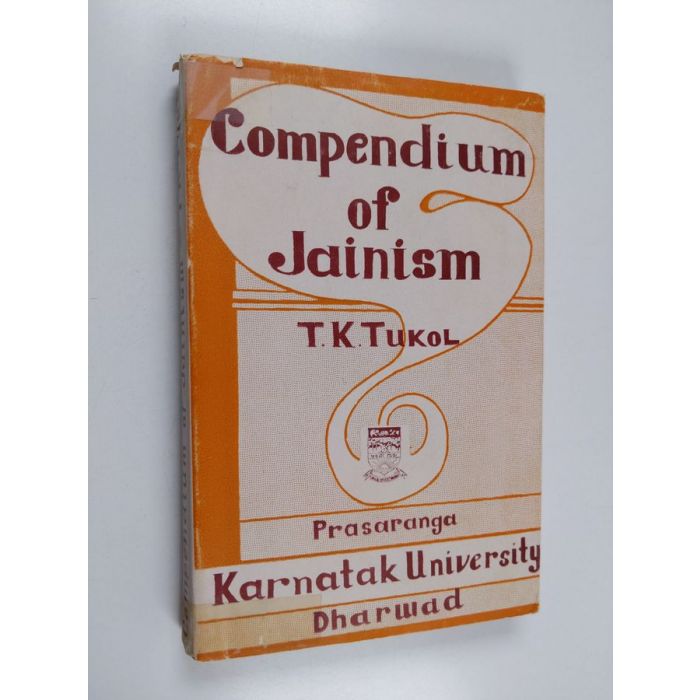 Compendium
of
Jainism
T. K. TUKOL
Prasaranga
Karnatak University
Dharwad